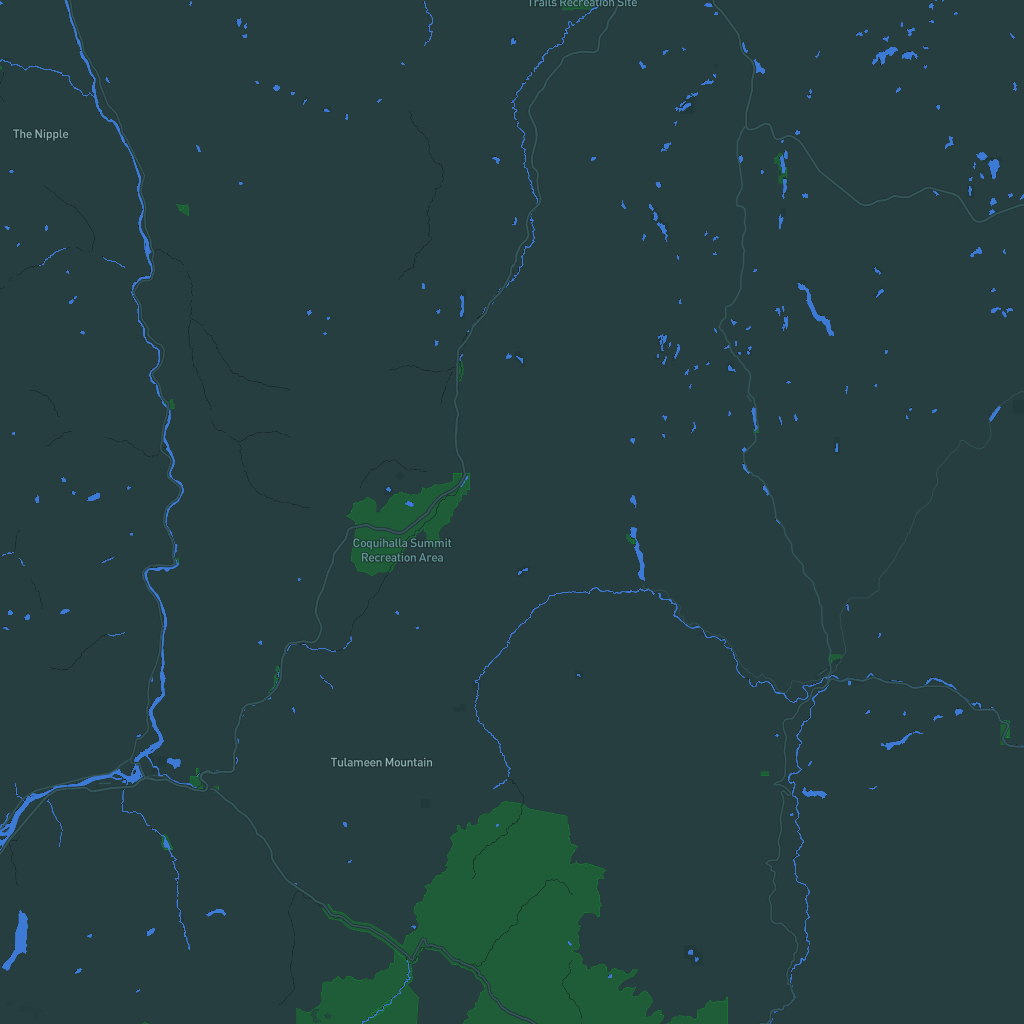 Trails Recreation Site
The Nipple
Coquihalla Summit
Recreation Area
Tulameen Mountain